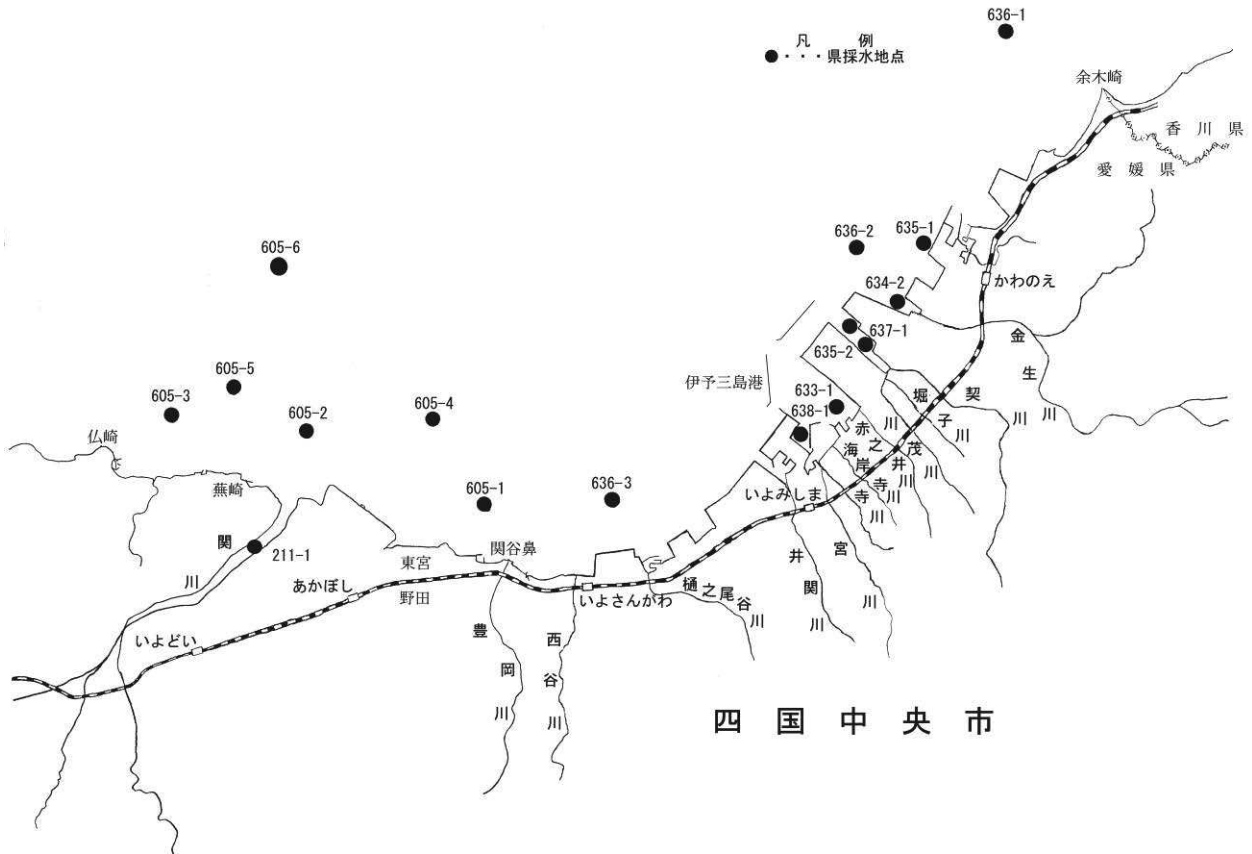 636-1
凡例
●・・・県採水地点
余木崎
香川県
愛媛県
636-2
635-1
605-6
634-2
かわのえ
637-1
635-2
金生川
605-5
伊予三島港
605-3
605-2
605-4
633-1
638-1
堀子川
契川
仏崎
赤之井川
茂川
海岸寺川
寺川
蕪崎
605-1
636-3
いよみしま
関川
211-1
東宮
関谷鼻
井関川
宮川
あかぼし
野田
いよさんがわ
樋之尾谷川
いよどい
豊岡川
西谷川
四国中央市